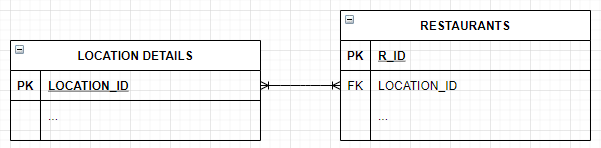 LOCATION DETAILS
PK LOCATION_ID
...
RESTAURANTS
PK R_ID
FK LOCATION_ID
...